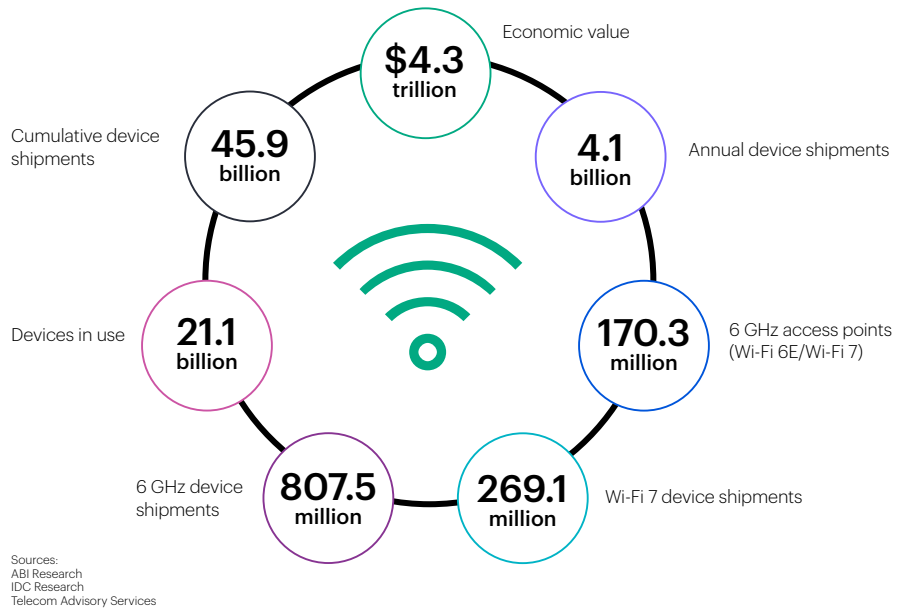 Economic value
$4.3
trillion
Cumulative device
shipments
45.9
billion
4.1
billion
Annual device shipments
Devices in use
21.1
billion
170.3
million
6 GHz access points
(Wi-Fi 6E/Wi-Fi 7)
6 GHz device
shipments
807.5
million
269.1
million
Wi-Fi 7 device shipments
Sources:
ABI Research
IDC Research
Telecom Advisory Services